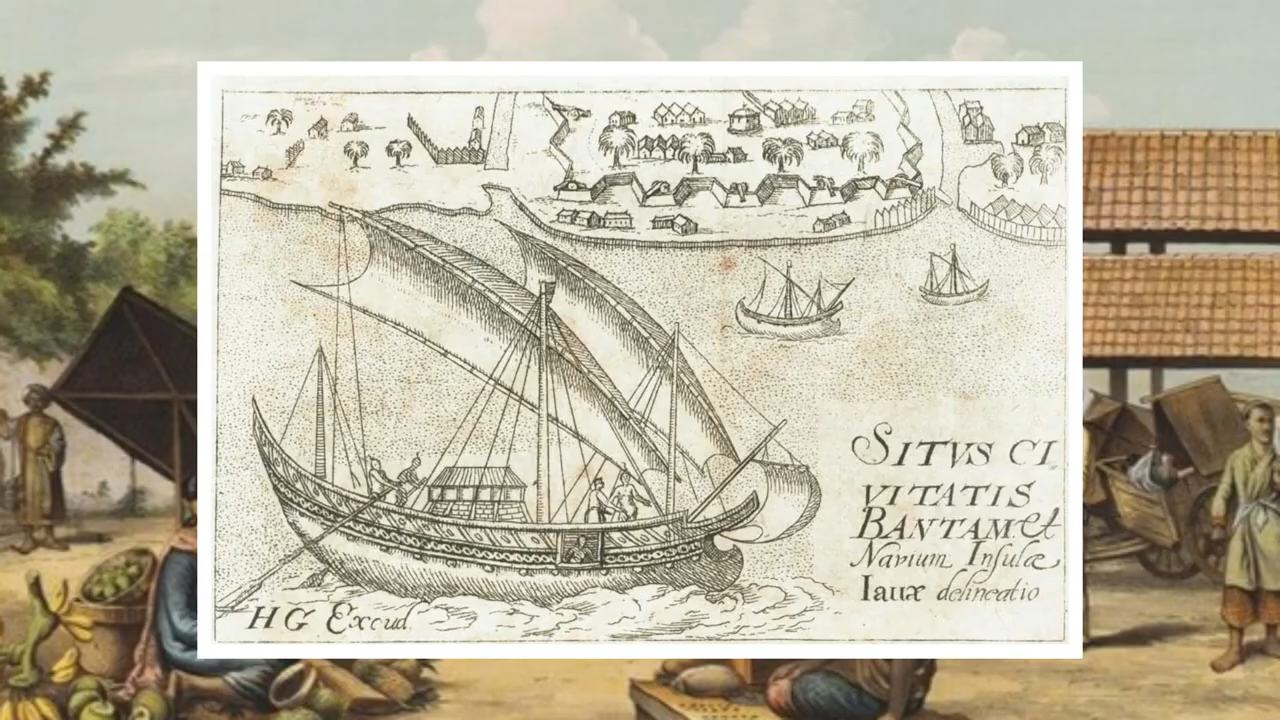 SITVS CI,
VITATIS
BANTAM et
Navium Insulæ
Iauæ delineatio
HG Excud.